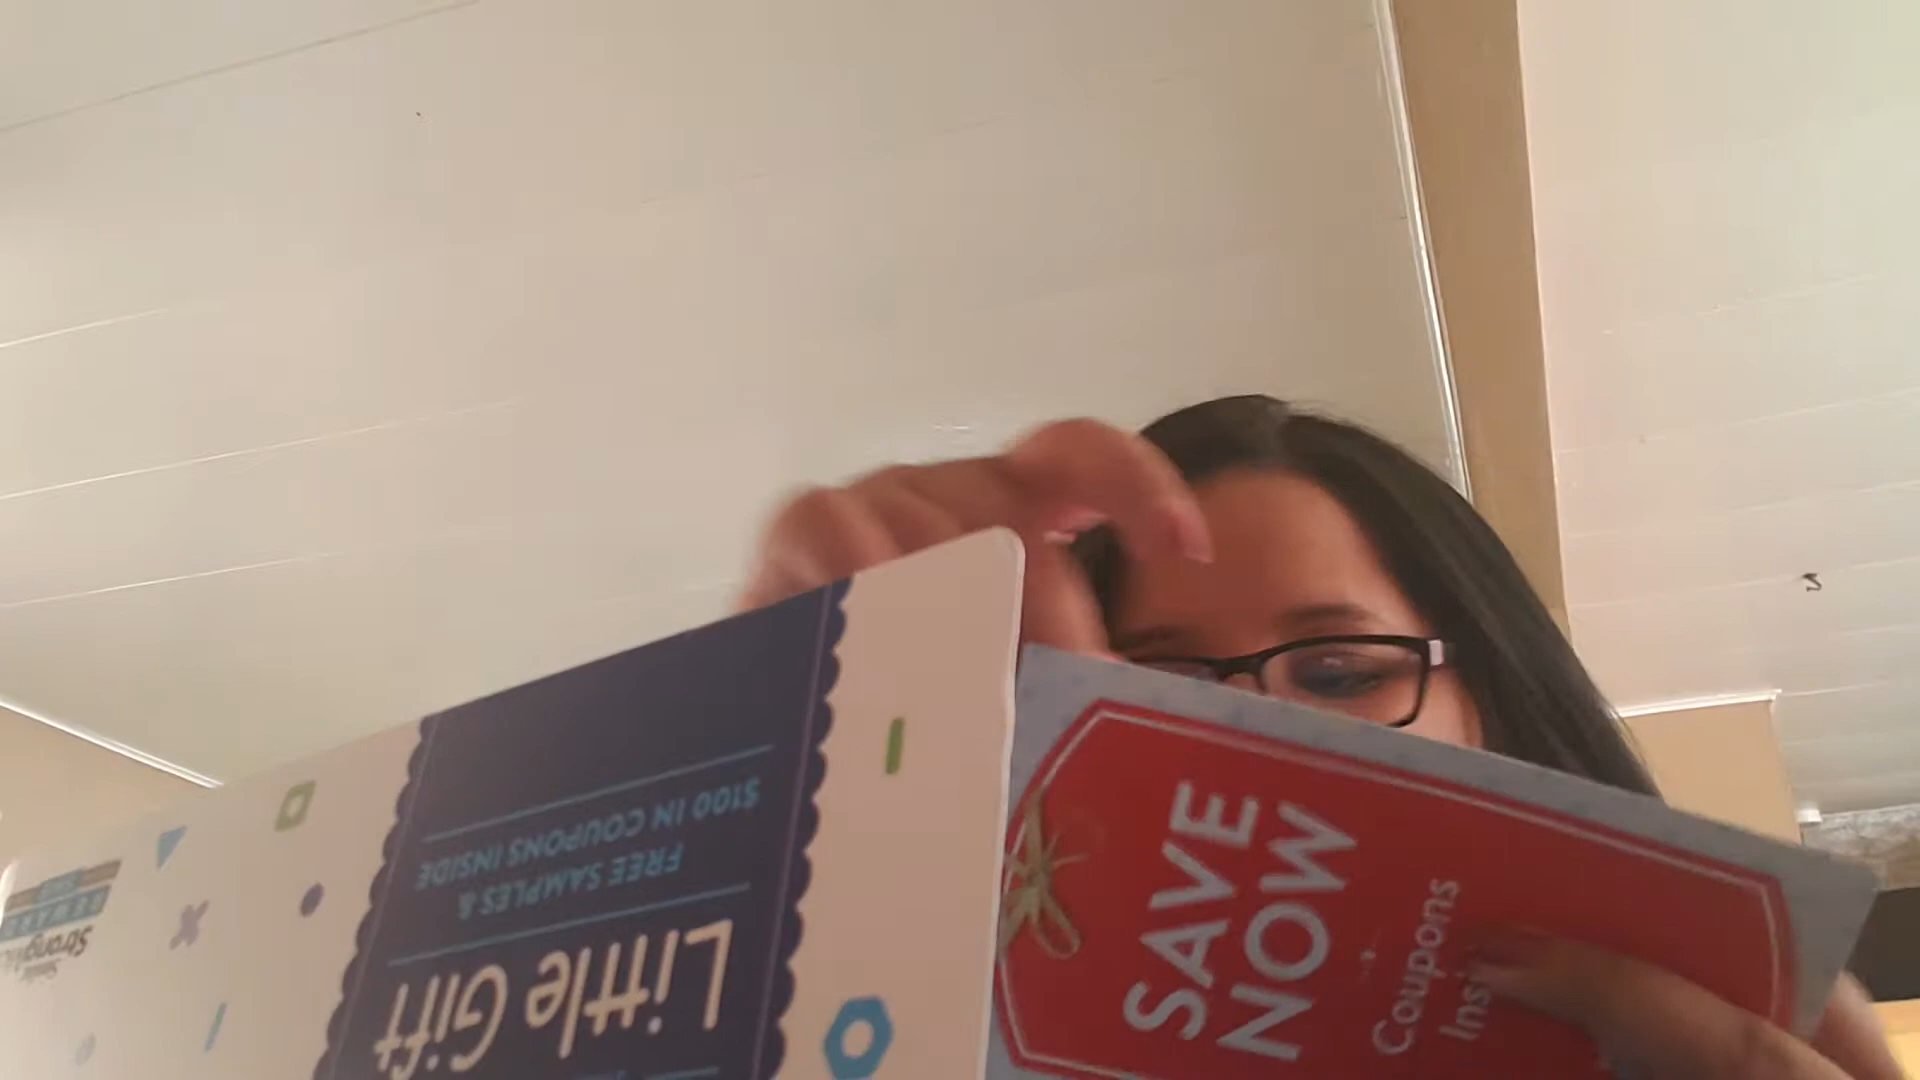 Little Gift
FREE SAMPLES &
$100 IN COUPONS INSIDE
SAVE
NOW
Coupons